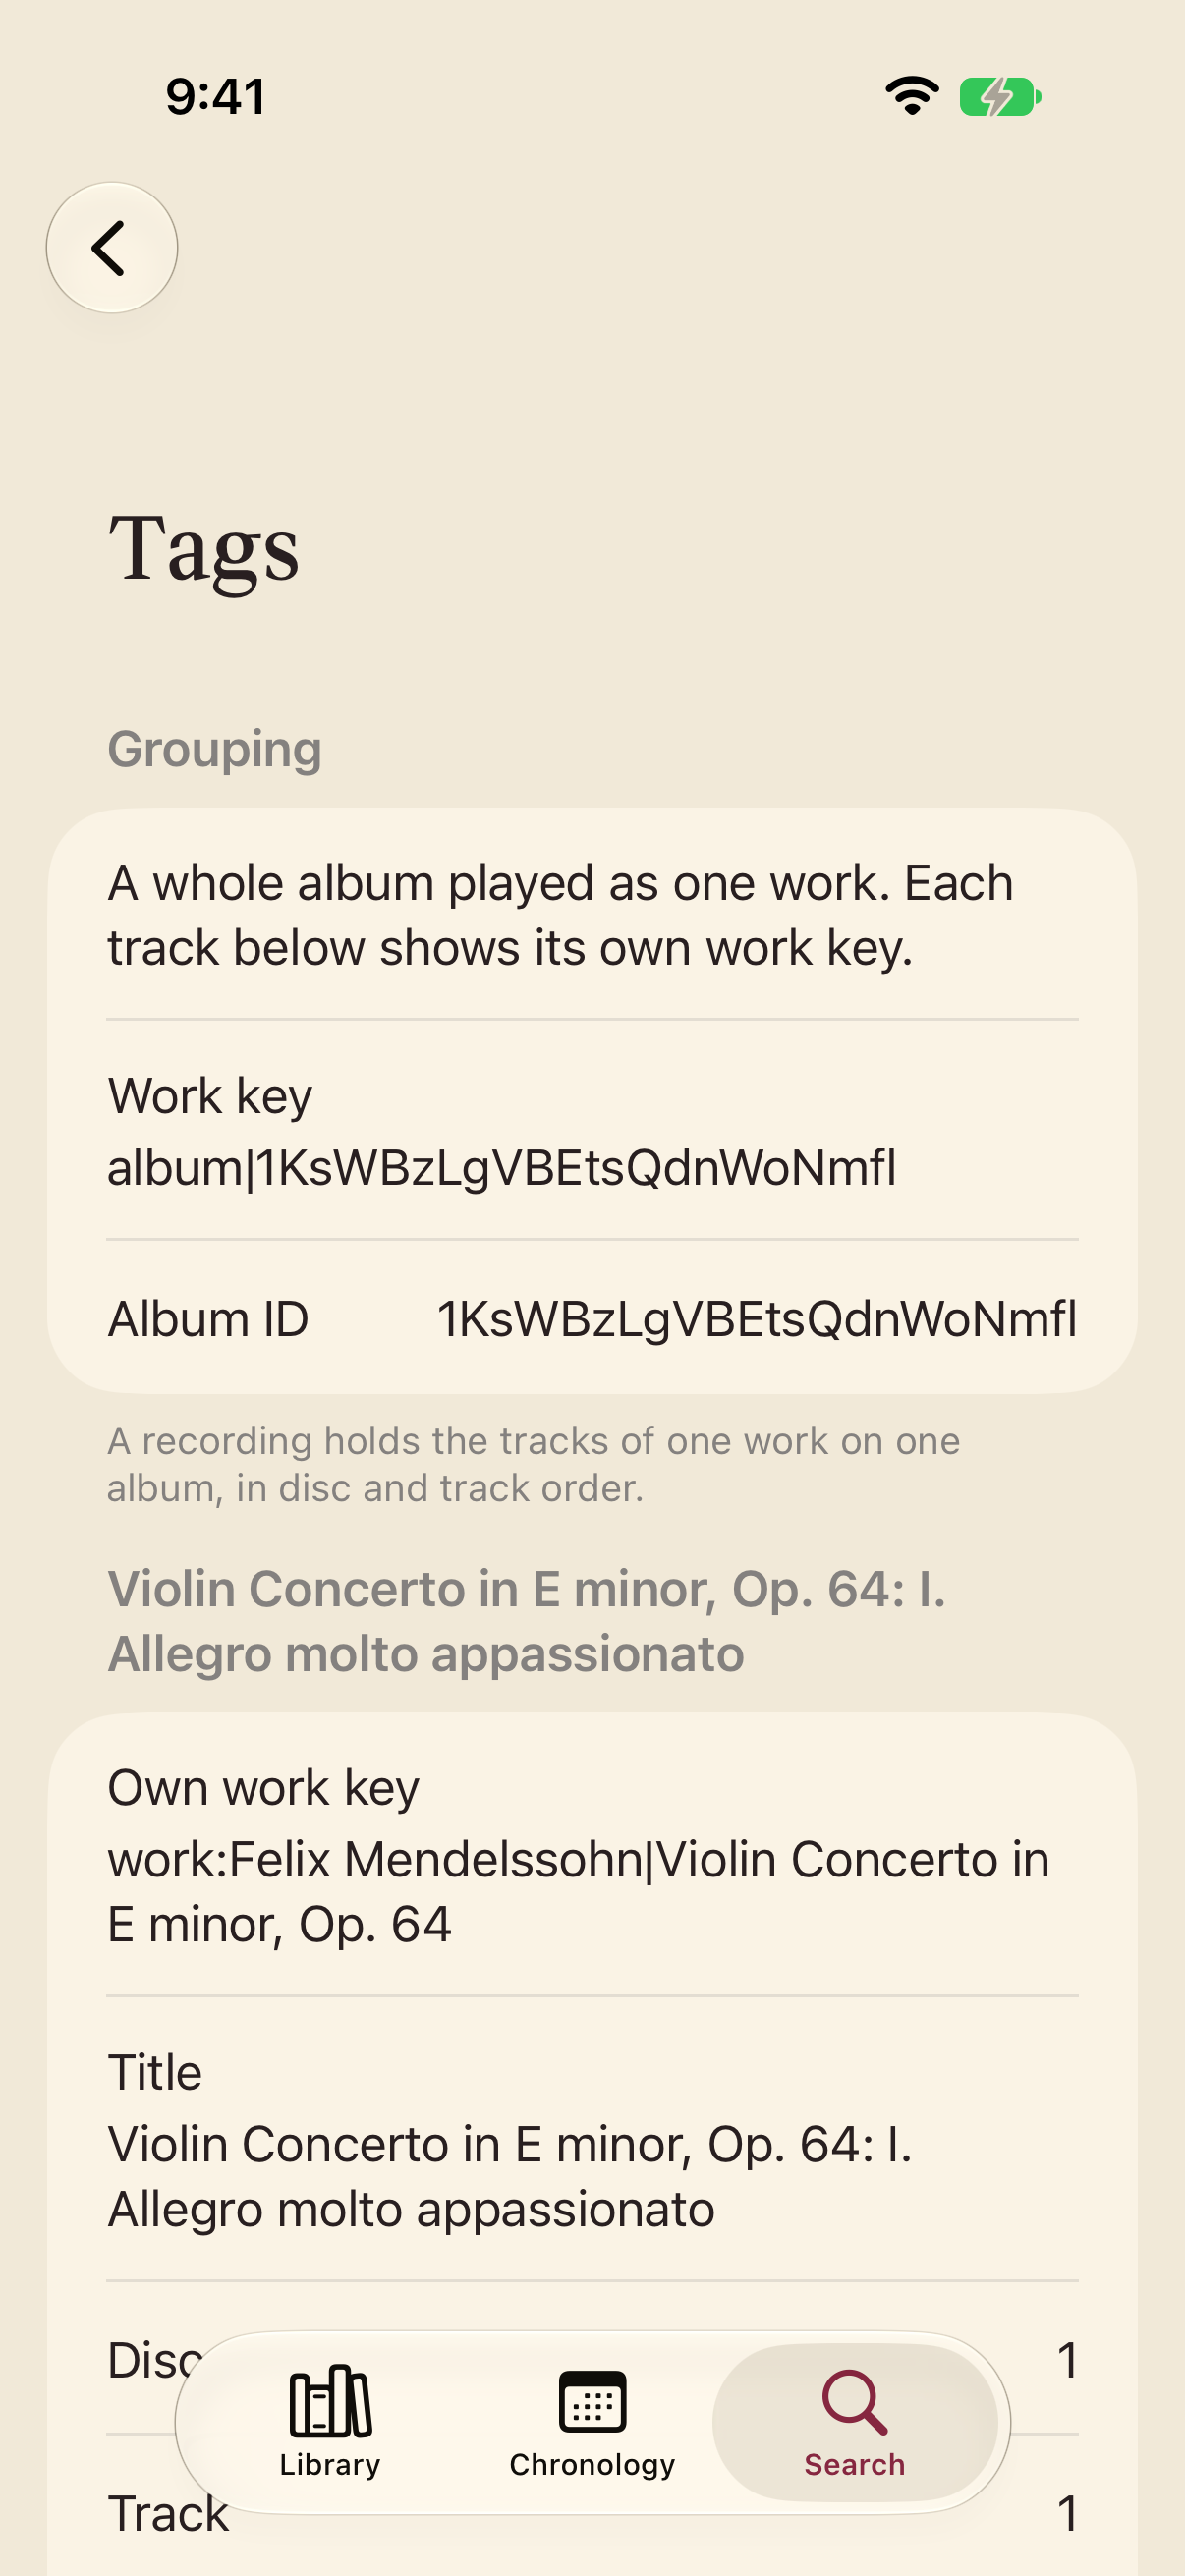 9:41
Tags
Grouping
A whole album played as one work. Each
track below shows its own work key.
Work key
album|1KsWBzLgVBEtsQdnWoNmfl
Album ID 1KsWBzLgVBEtsQdnWoNmfl
A recording holds the tracks of one work on one
album, in disc and track order.
Violin Concerto in E minor, Op. 64: I.
Allegro molto appassionato
Own work key
work:Felix Mendelssohn|Violin Concerto in
E minor, Op. 64
Title
Violin Concerto in E minor, Op. 64: I.
Allegro molto appassionato
Disc 1
Library Chronology Search
Track 1